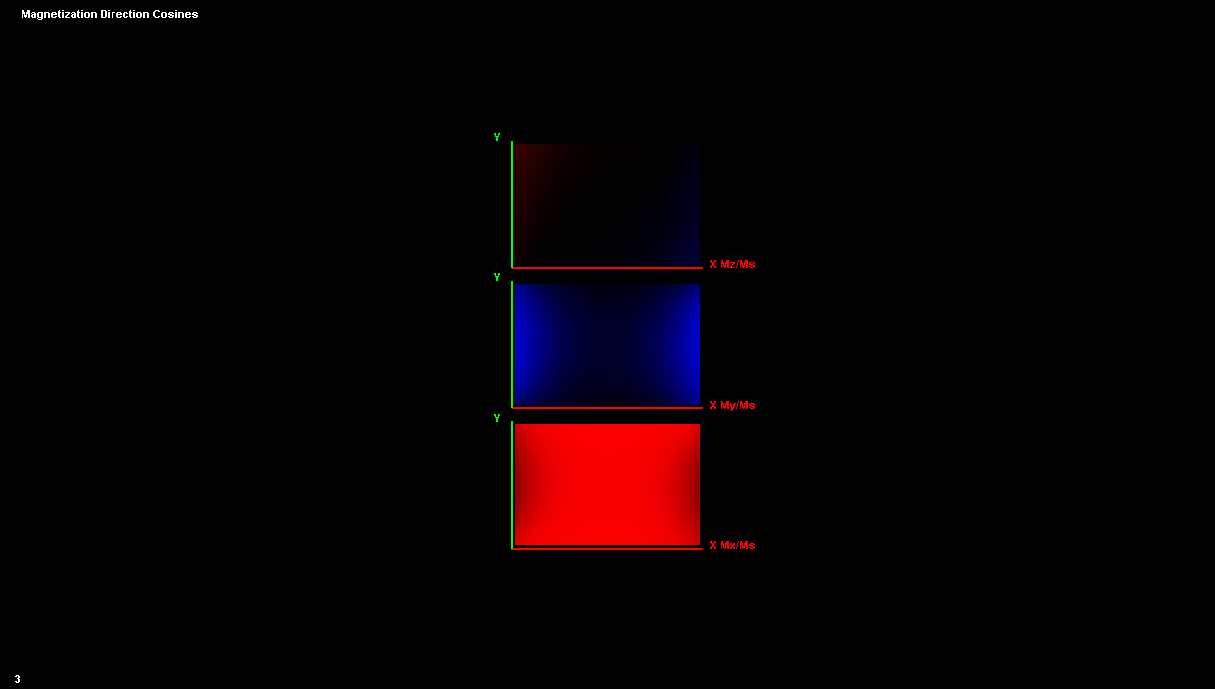 Magnetization Direction Cosines
Y
X Mz/Ms
Y
X My/Ms
Y
X Mx/Ms
3